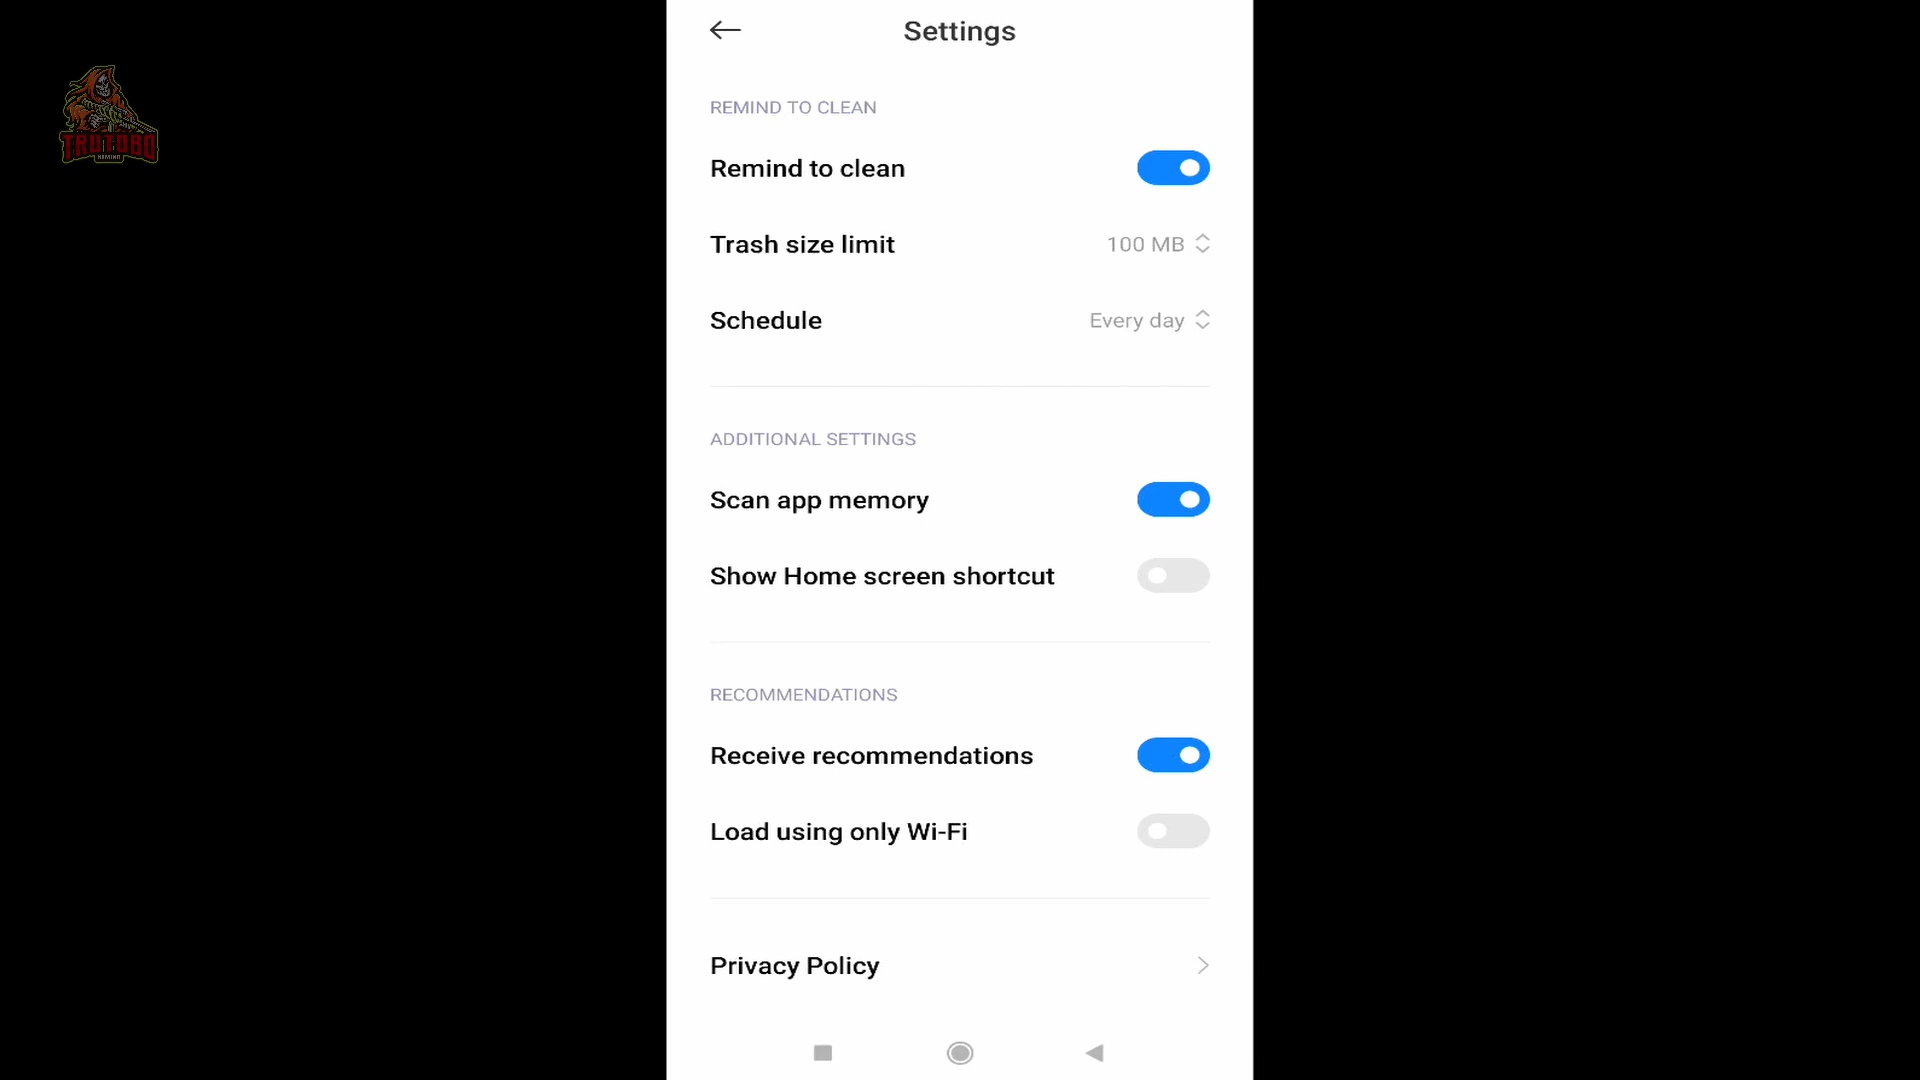 Settings
REMIND TO CLEAN
Remind to clean
Trash size limit
100 MB
Schedule
Every day
ADDITIONAL SETTINGS
Scan app memory
Show Home screen shortcut
RECOMMENDATIONS
Receive recommendations
Load using only Wi-Fi
Privacy Policy